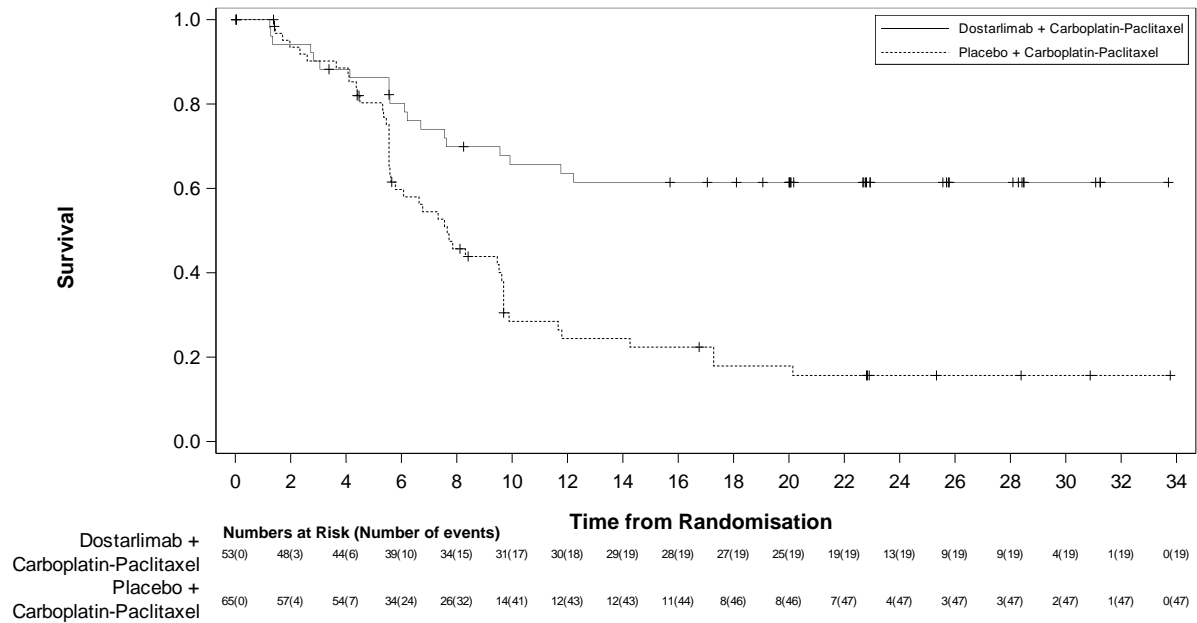 Dostarlimab + Carboplatin-Paclitaxel
Placebo + Carboplatin-Paclitaxel
1.0
0.8
0.6
0.4
0.2
0.0
Survival
0 2 4 6 8 10 12 14 16 18 20 22 24 26 28 30 32 34
Time from Randomisation
Numbers at Risk (Number of events)
Dostarlimab +
Carboplatin-Paclitaxel 53(0) 48(3) 44(6) 39(10) 34(15) 31(17) 30(18) 29(19) 28(19) 27(19) 25(19) 19(19) 13(19) 9(19) 9(19) 4(19) 1(19) 0(19)
Placebo +
Carboplatin-Paclitaxel 65(0) 57(4) 54(7) 34(24) 26(32) 14(41) 12(43) 12(43) 11(44) 8(46) 8(46) 7(47) 4(47) 3(47) 3(47) 2(47) 1(47) 0(47)